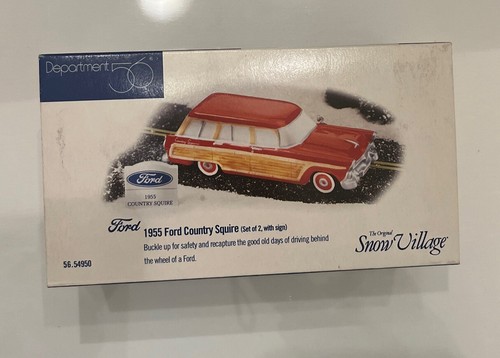 Department 56®
Ford
1955
COUNTRY SQUIRE
Ford 1955 Ford Country Squire (Set of 2, with sign)
Buckle up for safety and recapture the good old days of driving behind
the wheel of a Ford.
56.54950
The Original
Snow Village®